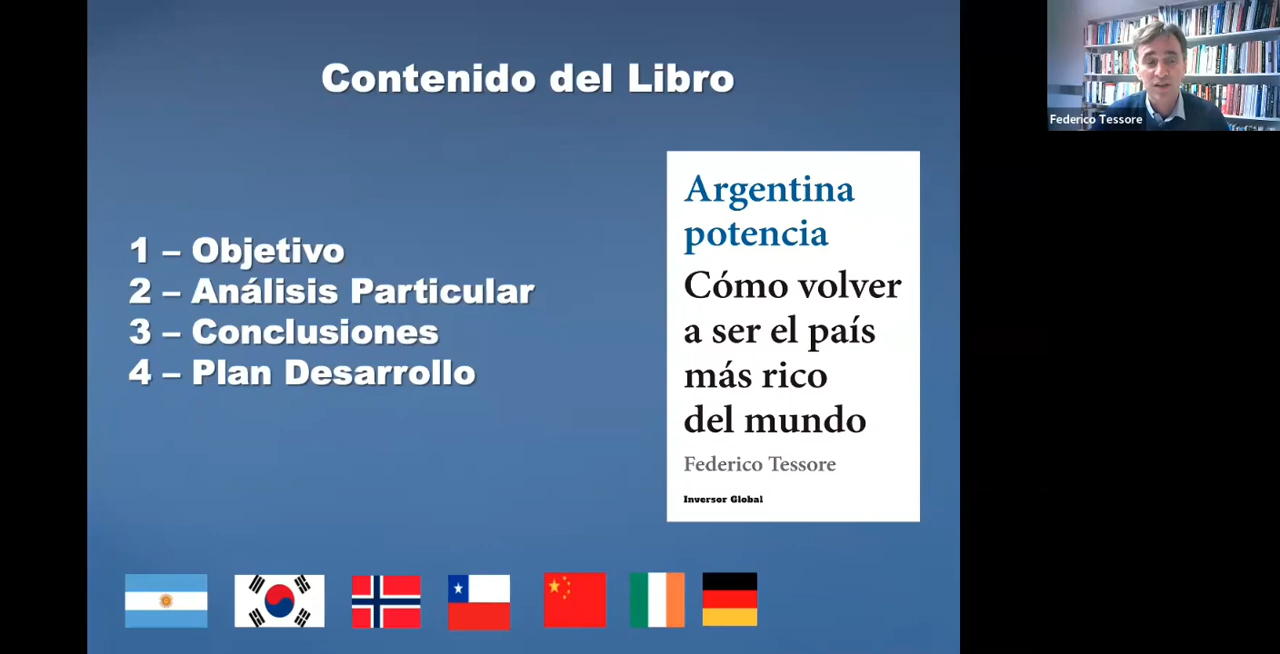 Contenido del Libro
1 – Objetivo
2 – Análisis Particular
3 – Conclusiones
4 – Plan Desarrollo
Argentina
potencia
Cómo volver
a ser el país
más rico
del mundo
Federico Tessore
Inversor Global
Federico Tessore